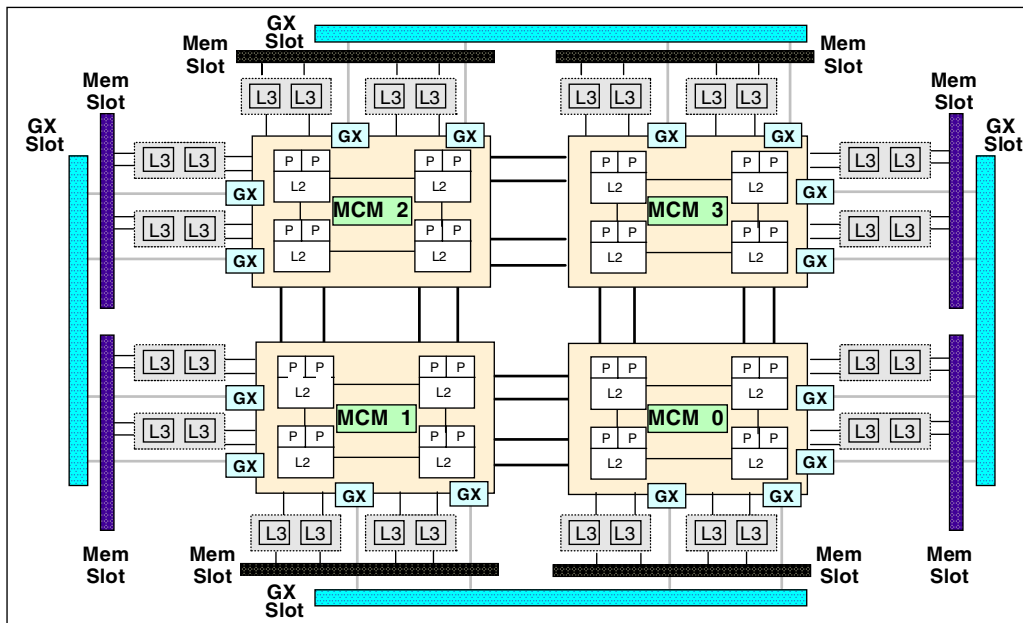 GX
Slot
Mem
Slot
Mem
Slot
L3 L3 L3 L3
L3 L3 L3 L3
Mem
Slot
Mem
Slot
GX
Slot
GX
Slot
GX GX
GX GX
L3 L3
P P P P
P P P P
L3 L3
L2 L2
L2 L2
GX
GX
MCM 2
MCM 3
L3 L3
P P P P
P P P P
L3 L3
L2 L2
L2 L2
GX
GX
L3 L3
P P P P
P P P P
L3 L3
L2 L2
L2 L2
GX
GX
MCM 1
MCM 0
L3 L3
P P P P
P P P P
L3 L3
L2 L2
L2 L2
GX
GX
GX GX
GX GX
L3 L3 L3 L3
L3 L3 L3 L3
Mem
Slot
Mem
Slot
Mem
Slot
Mem
Slot
GX
Slot